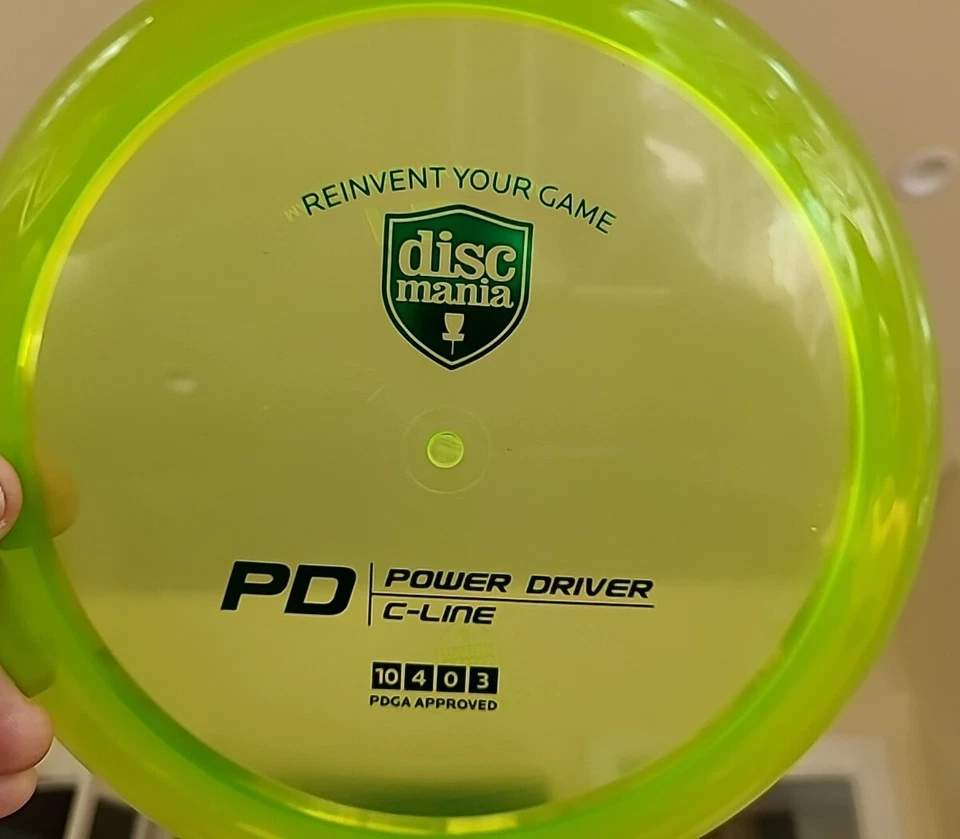 REINVENT YOUR GAME
disc
mania
PD
POWER DRIVER
C-LINE
10 4 0 3
PDGA APPROVED